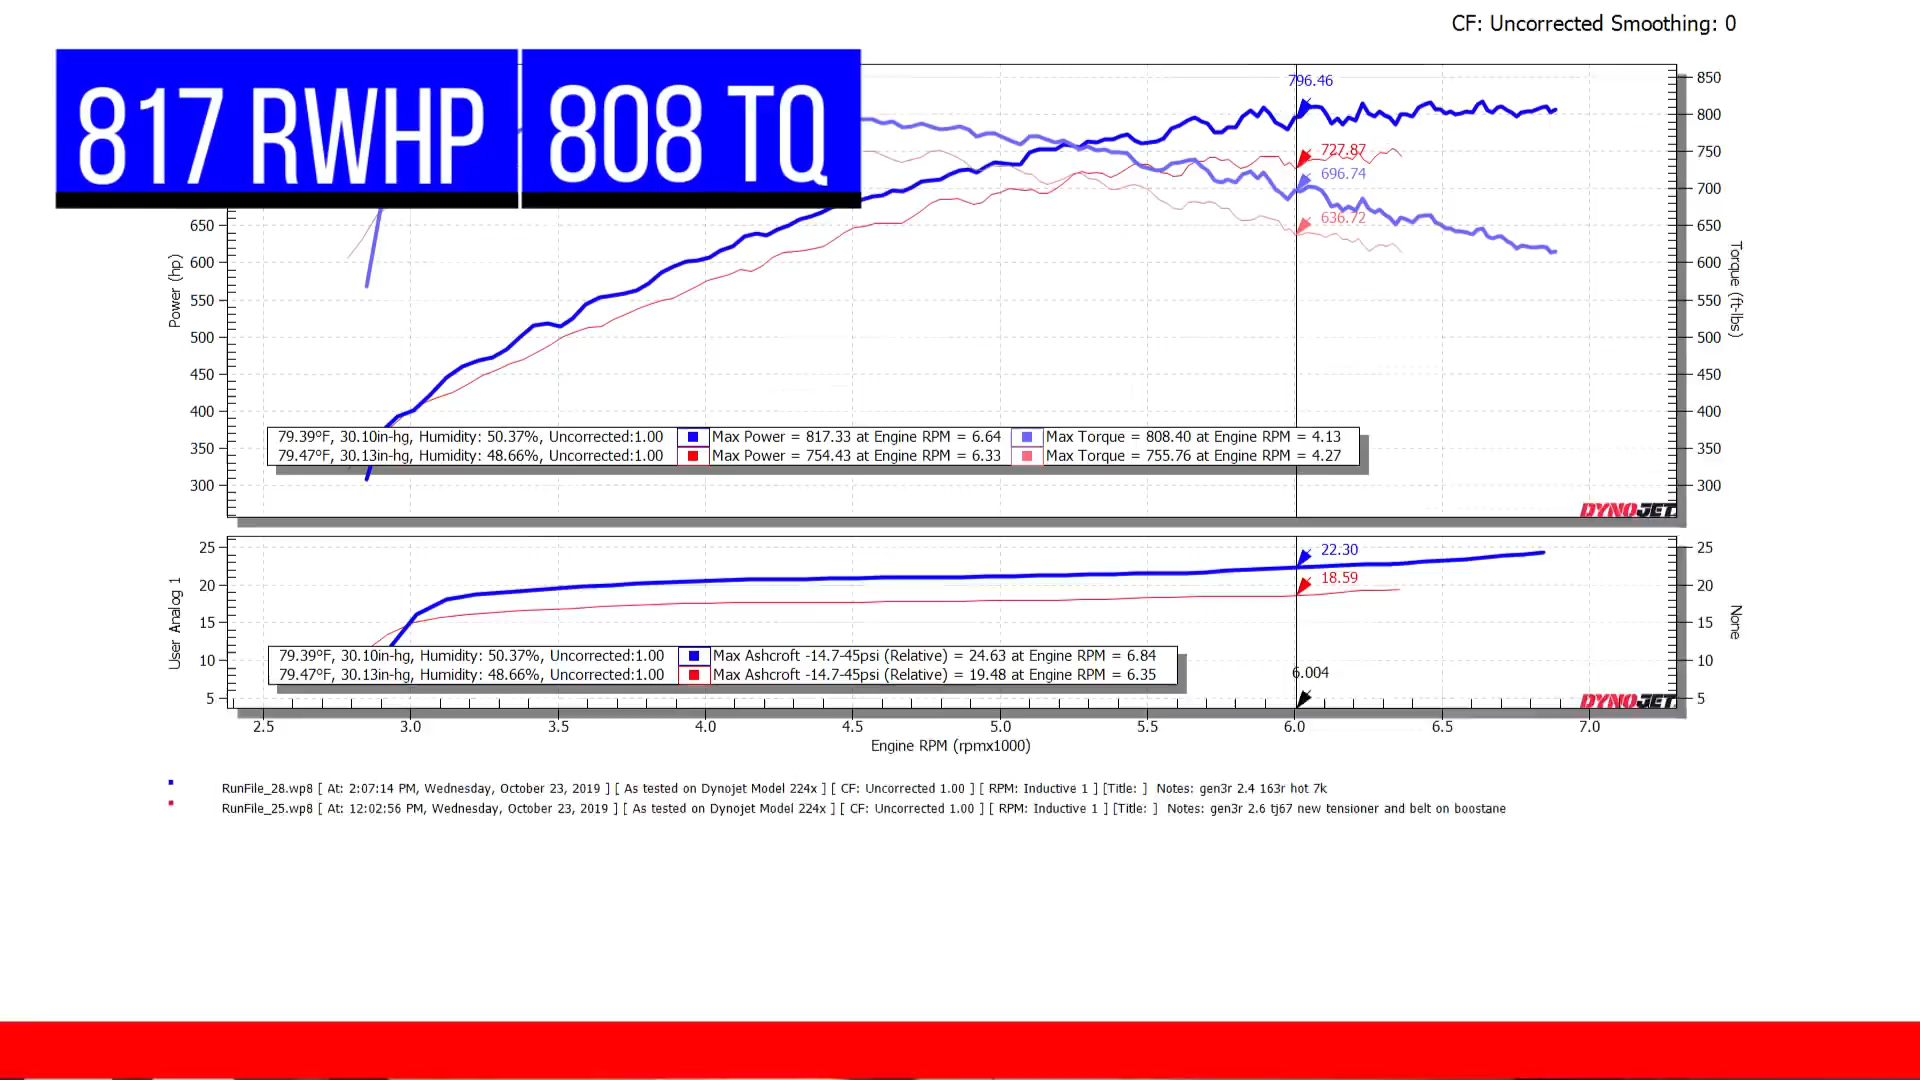 CF: Uncorrected Smoothing: 0
817 RWHP 808 TQ
796.46
727.87
696.74
636.72
850
800
750
700
650
600
550
500
450
400
350
300
650
600
550
500
450
400
350
300
Power (hp)
Torque (ft-lbs)
79.39ºF, 30.10in-hg, Humidity: 50.37%, Uncorrected:1.00 Max Power = 817.33 at Engine RPM = 6.64 Max Torque = 808.40 at Engine RPM = 4.13
79.47ºF, 30.13in-hg, Humidity: 48.66%, Uncorrected:1.00 Max Power = 754.43 at Engine RPM = 6.33 Max Torque = 755.76 at Engine RPM = 4.27
DYNOJET
25
20
15
10
5
25
20
15
10
5
User Analog 1
None
22.30
18.59
79.39ºF, 30.10in-hg, Humidity: 50.37%, Uncorrected:1.00 Max Ashcroft -14.7-45psi (Relative) = 24.63 at Engine RPM = 6.84
79.47ºF, 30.13in-hg, Humidity: 48.66%, Uncorrected:1.00 Max Ashcroft -14.7-45psi (Relative) = 19.48 at Engine RPM = 6.35
6.004
DYNOJET
2.5 3.0 3.5 4.0 4.5 5.0 5.5 6.0 6.5 7.0
Engine RPM (rpmx1000)
RunFile_28.wp8 [ At: 2:07:14 PM, Wednesday, October 23, 2019 ] [ As tested on Dynojet Model 224x ] [ CF: Uncorrected 1.00 ] [ RPM: Inductive 1 ] [Title: ] Notes: gen3r 2.4 163r hot 7k
RunFile_25.wp8 [ At: 12:02:56 PM, Wednesday, October 23, 2019 ] [ As tested on Dynojet Model 224x ] [ CF: Uncorrected 1.00 ] [ RPM: Inductive 1 ] [Title: ] Notes: gen3r 2.6 tj67 new tensioner and belt on boostane